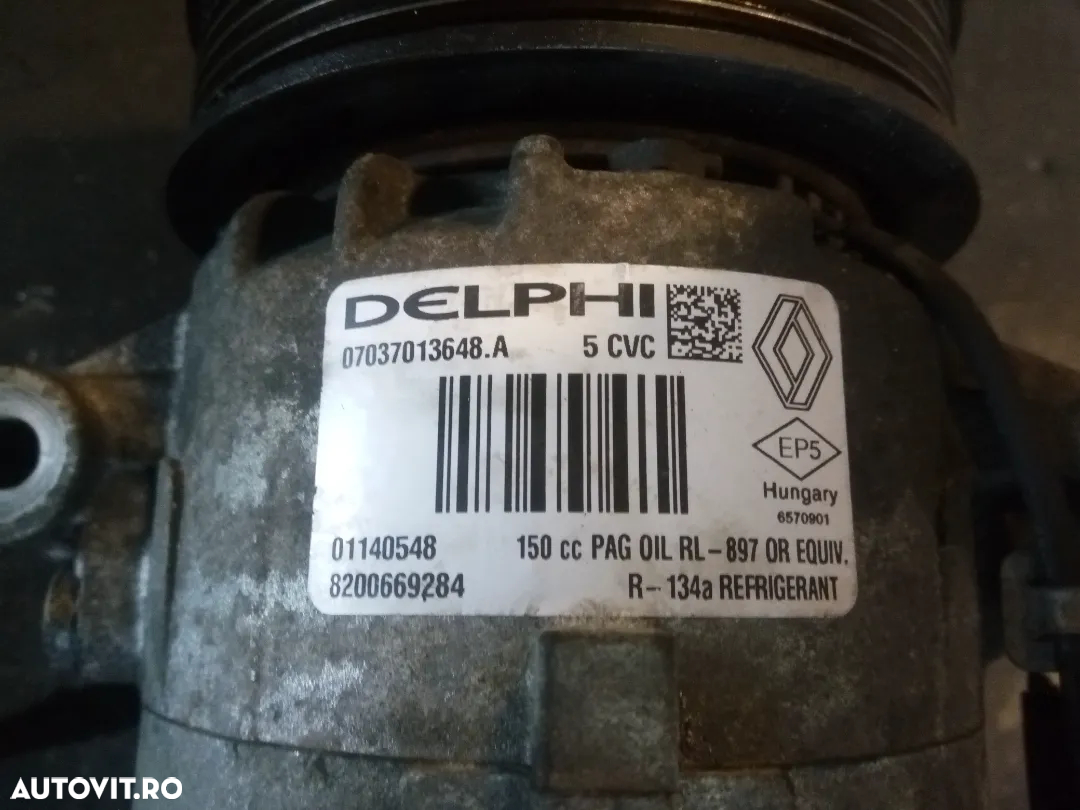 DELPHI
07037013648.A 5 CVC
EP5
Hungary
6570901
01140548 150 cc PAG OIL RL-897 OR EQUIV.
8200669284 R-134a REFRIGERANT
AUTOVIT.RO